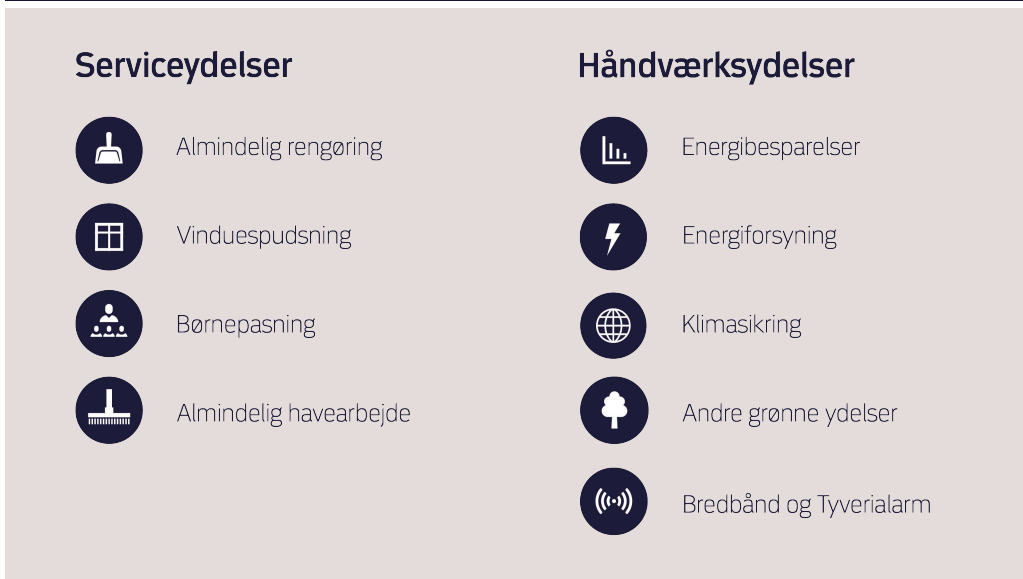 Serviceydelser
Almindelig rengøring
Vinduespudsning
Børnepasning
Almindelig havearbejde
Håndværksydelser
Energibesparelser
Energiforsyning
Klimasikring
Andre grønne ydelser
Bredbånd og Tyverialarm